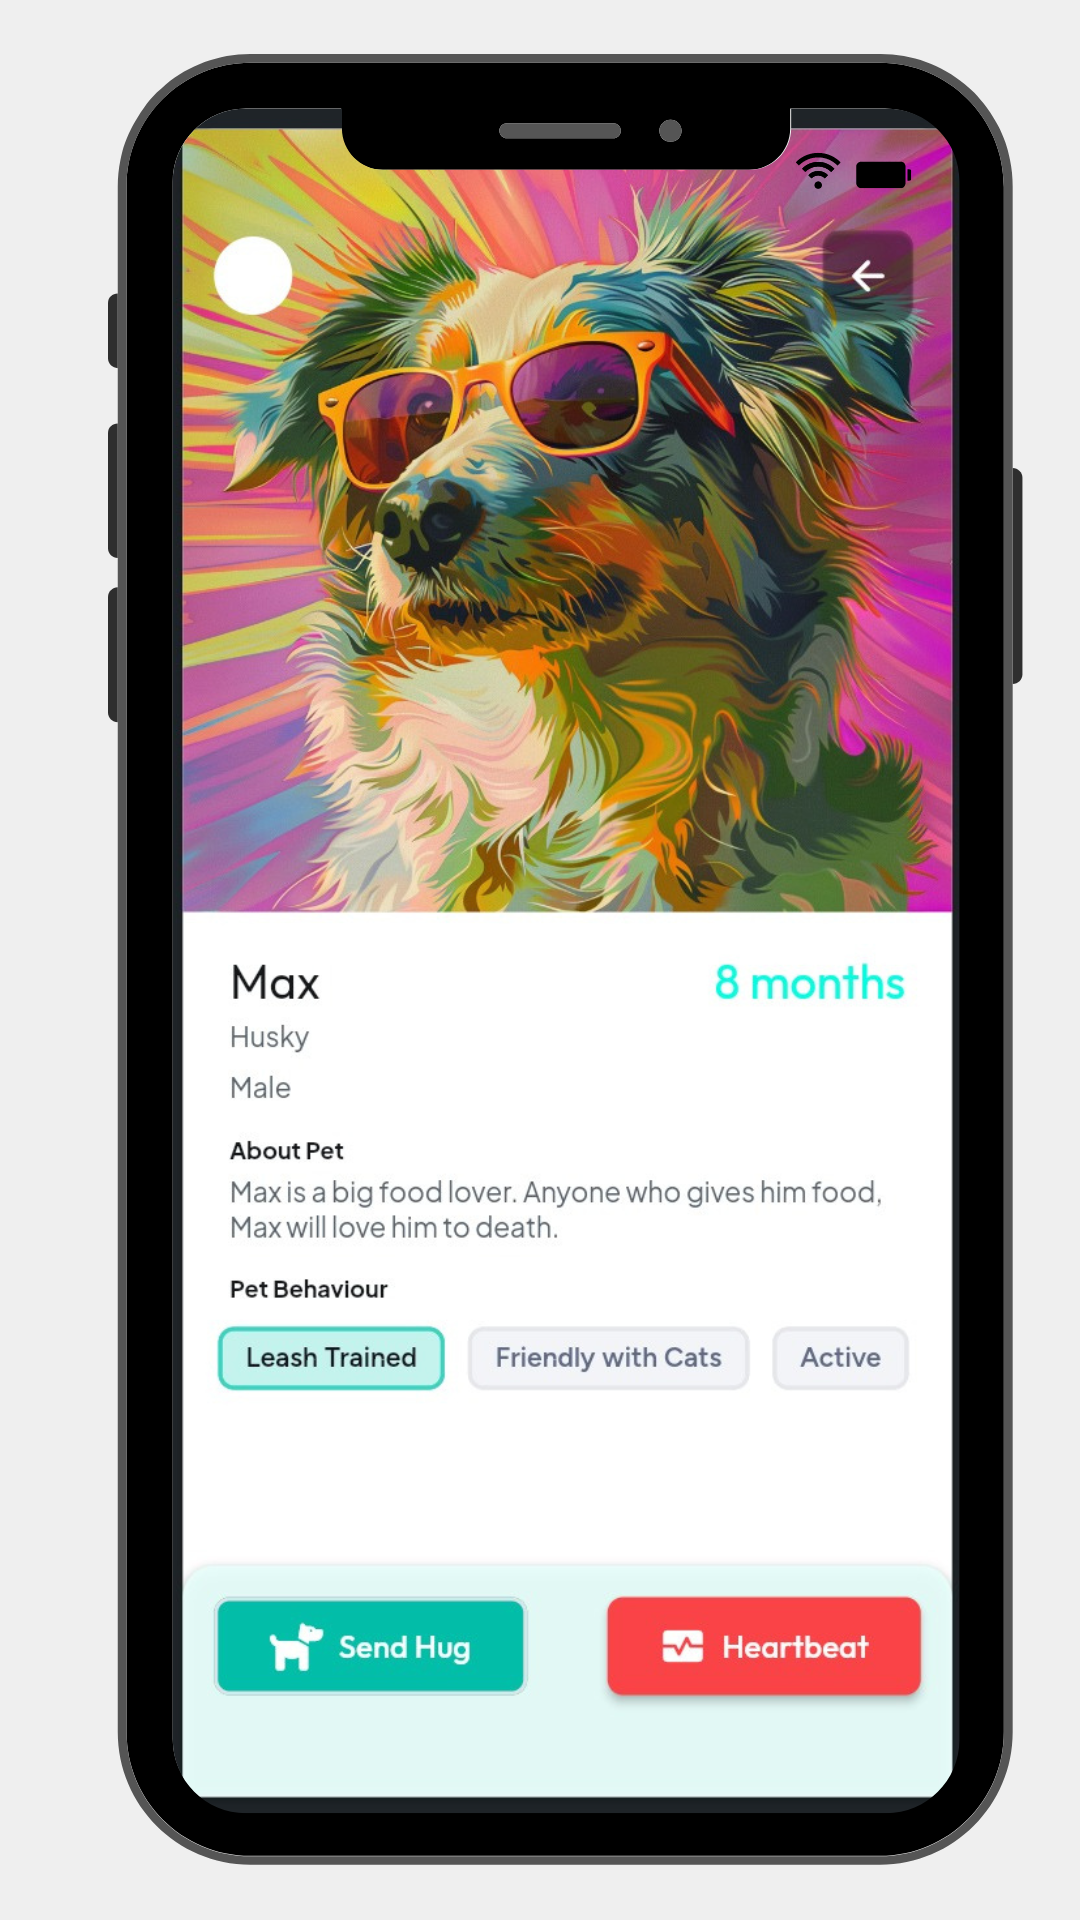 Max
8 months
Husky
Male
About Pet
Max is a big food lover. Anyone who gives him food,
Max will love him to death.
Pet Behaviour
Leash Trained
Friendly with Cats
Active
Send Hug
Heartbeat